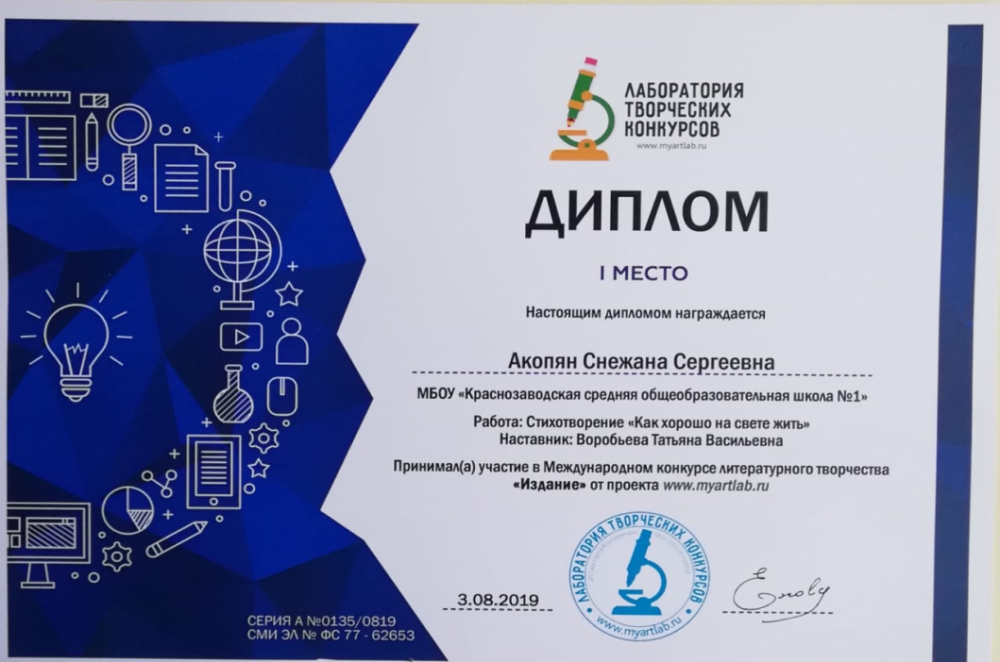 ЛАБОРАТОРИЯ
ТВОРЧЕСКИХ
КОНКУРСОВ
www.myartlab.ru
ДИПЛОМ
I МЕСТО
Настоящим дипломом награждается
Акопян Снежана Сергеевна
МБОУ «Краснозаводская средняя общеобразовательная школа №1»
Работа: Стихотворение «Как хорошо на свете жить»
Наставник: Воробьева Татьяна Васильевна
Принимал(а) участие в Международном конкурсе литературного творчества
«Издание» от проекта www.myartlab.ru
ЛАБОРАТОРИЯ ТВОРЧЕСКИХ КОНКУРСОВ
www.myartlab.ru
3.08.2019
СЕРИЯ А №0135/0819
СМИ ЭЛ № ФС 77 - 62653